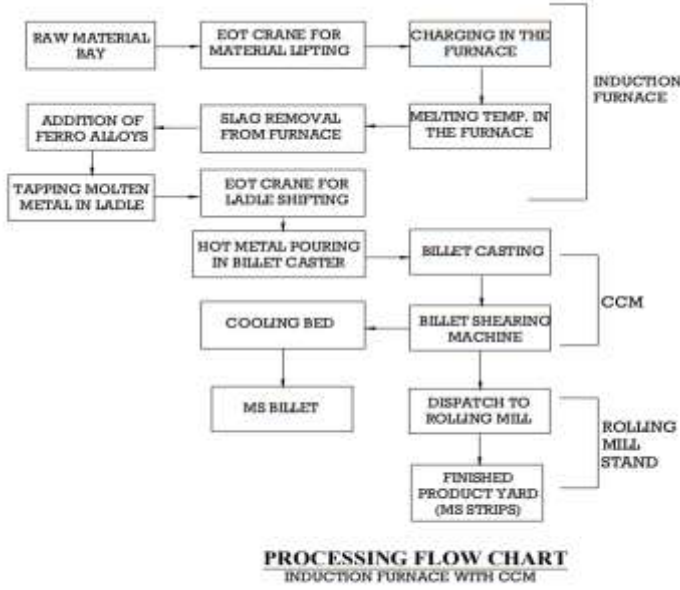 RAW MATERIAL
BAY
EOT CRANE FOR
MATERIAL LIFTING
CHARGING IN THE
FURNACE
INDUCTION
FURNACE
ADDITION OF
FERRO ALLOYS
SLAG REMOVAL
FROM FURNACE
MELTING TEMP. IN
THE FURNACE
TAPPING MOLTEN
METAL IN LADLE
EOT CRANE FOR
LADLE SHIFTING
HOT METAL POURING
IN BILLET CASTER
BILLET CASTING
CCM
COOLING BED
BILLET SHEARING
MACHINE
MS BILLET
DISPATCH TO
ROLLING MILL
ROLLING
MILL
STAND
FINISHED
PRODUCT YARD
(MS STRIPS)
PROCESSING FLOW CHART
INDUCTION FURNACE WITH CCM